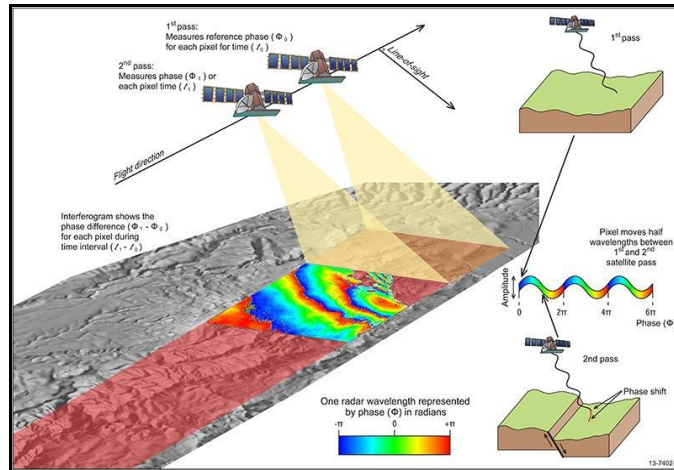 1st pass:
Measures reference phase (Φ0)
for each pixel for time (t0)
2nd pass:
Measures phase (Φ1) or
each pixel time (t1)
Line-of-sight
Flight direction
1st pass
Interferogram shows the
phase difference (Φ1 - Φ0)
for each pixel during
time interval (t1 - t0)
Pixel moves half
wavelengths between
1st and 2nd
satellite pass
Amplitude
0 2π 4π 6π
Phase (Φ)
2nd pass
Phase shift
One radar wavelength represented
by phase (Φ) in radians
-π 0 +π
13-7402-